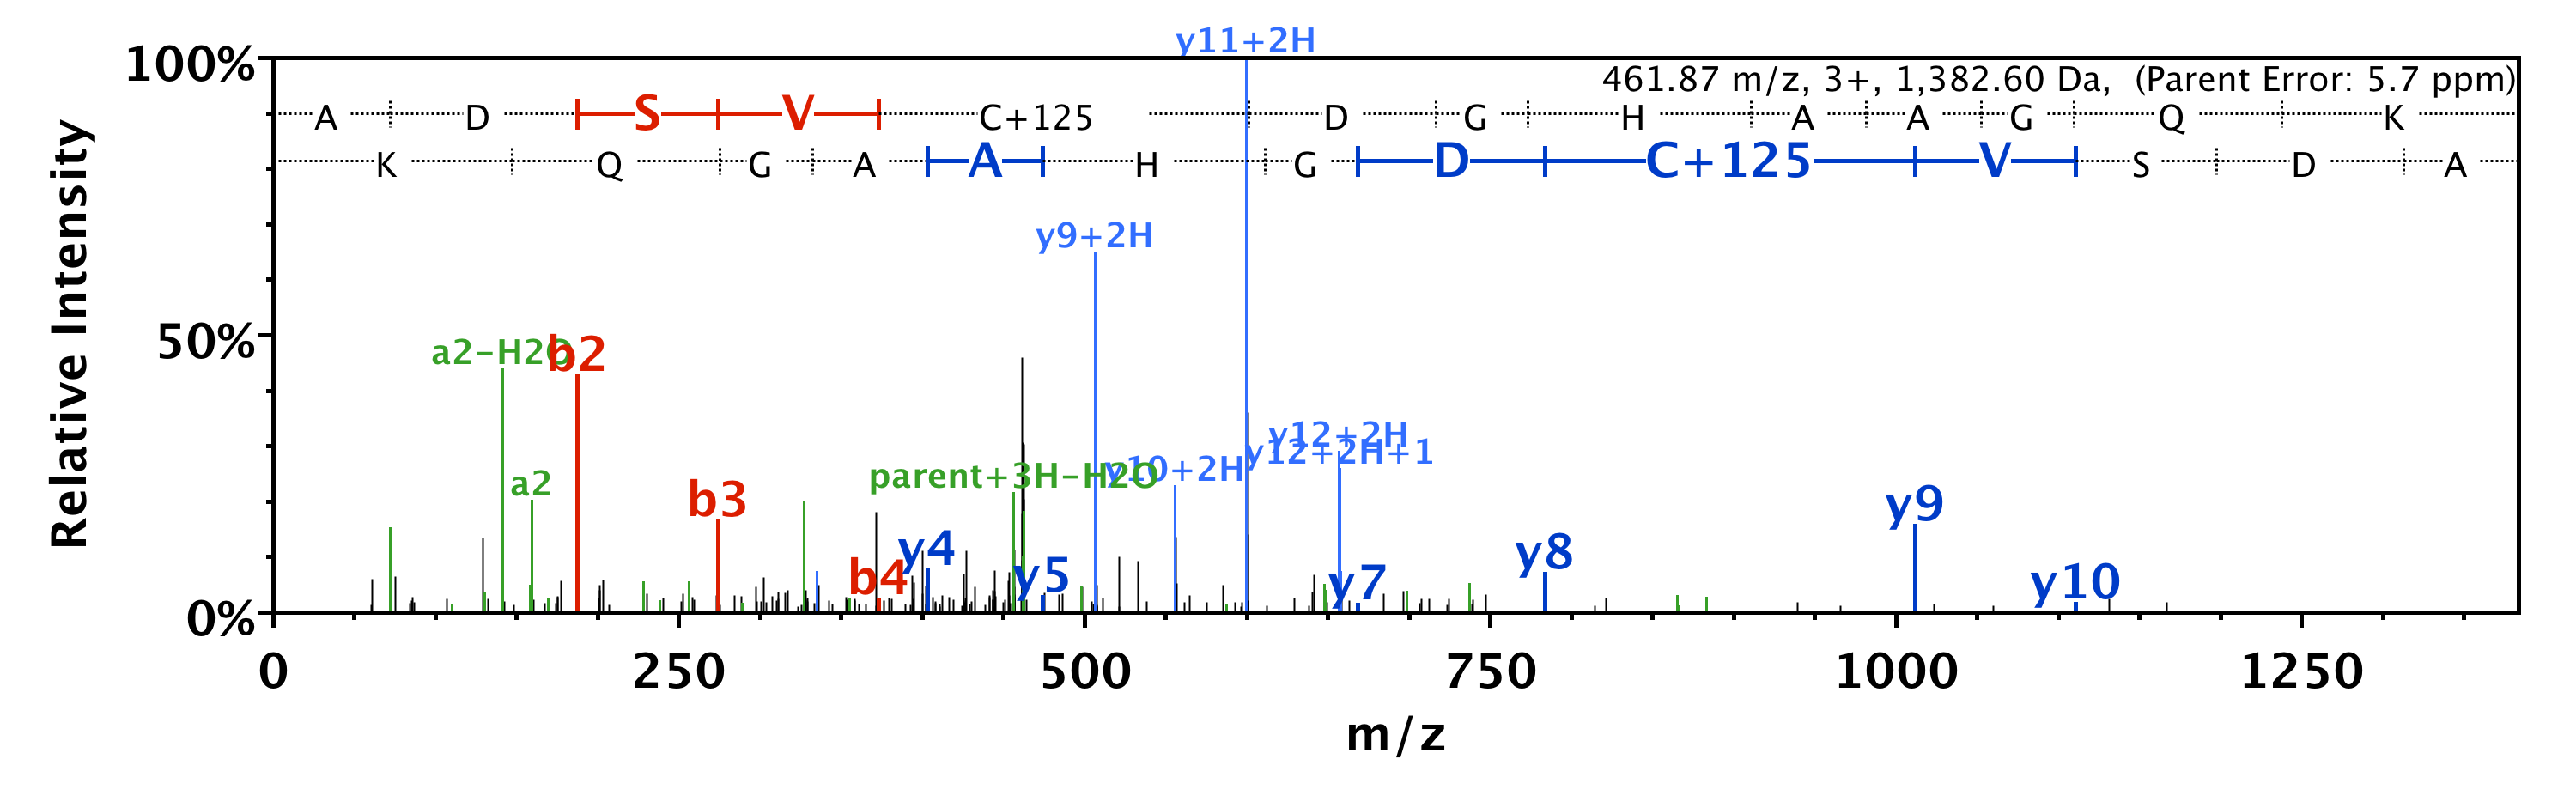 y11+2H
100%
461.87 m/z, 3+, 1,382.60 Da, (Parent Error: 5.7 ppm)
A D S V C+125 D G H A A G Q K
K Q G A A H G D C+125 V S D A
y9+2H
50%
a2-H2O b2
y12+2H
y12+2H+1
parent+3H-H2O y10+2H
a2
b3
y9
y4
y8
b4
y5
y7
y10
0%
0 250 500 750 1000 1250
m/z
Relative Intensity